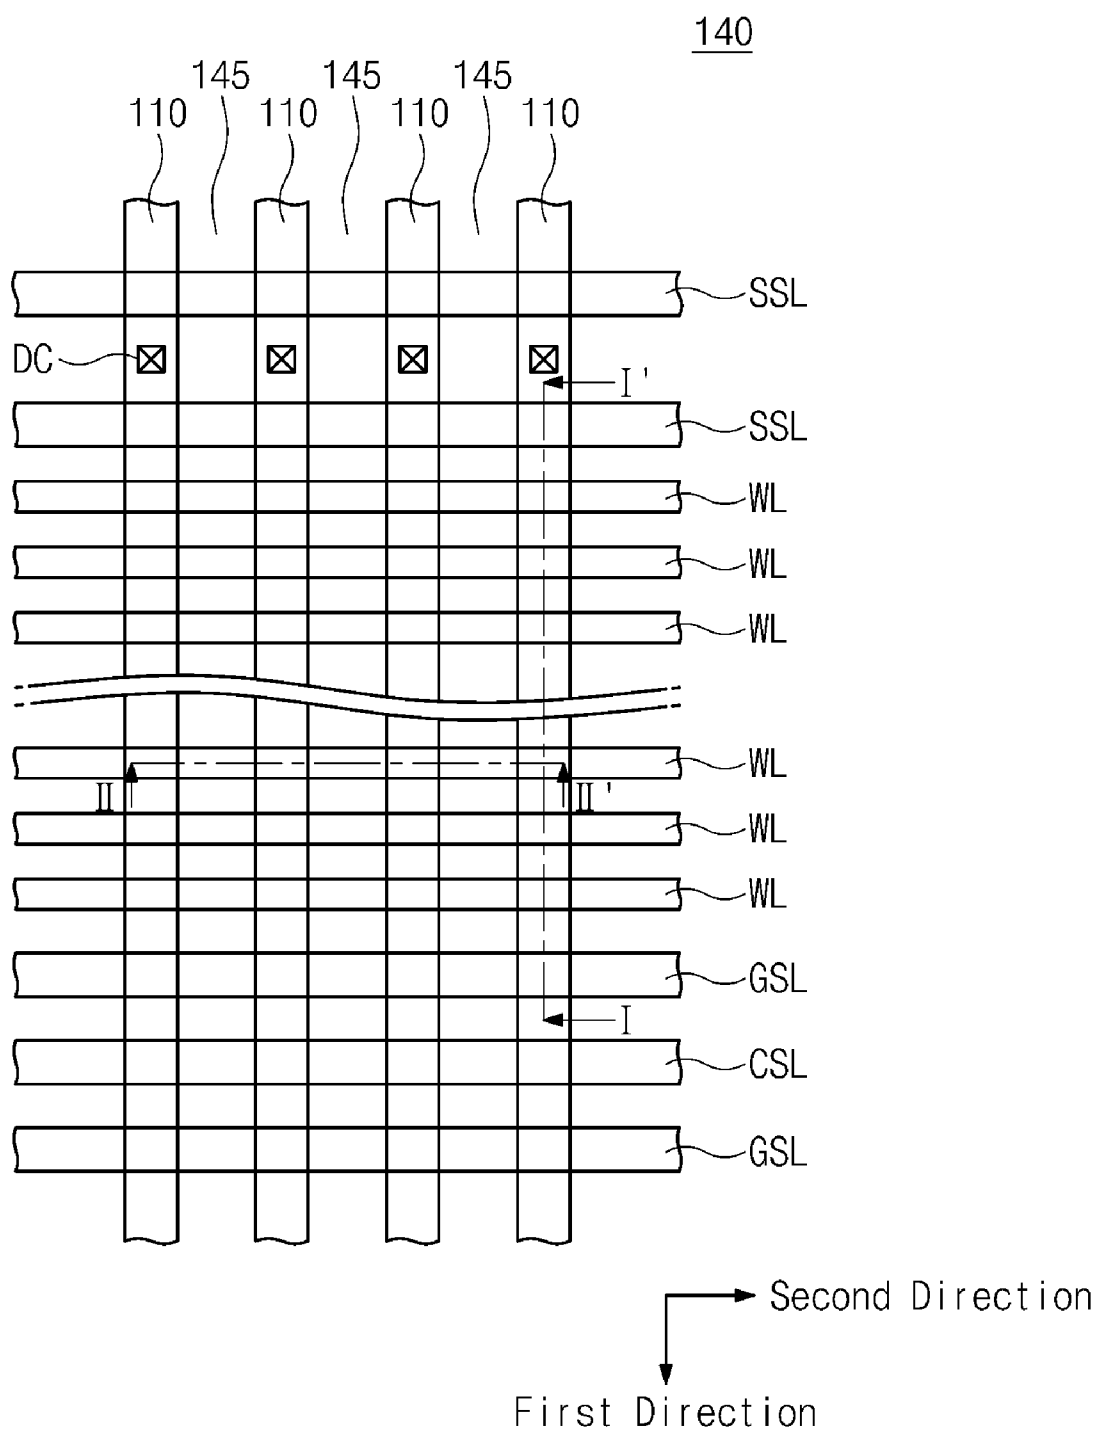 140
145 145 145
110 110 110 110
SSL
DC
I'
SSL
WL
WL
WL
WL
II II'
WL
WL
GSL
I
CSL
GSL
Second Direction
First Direction